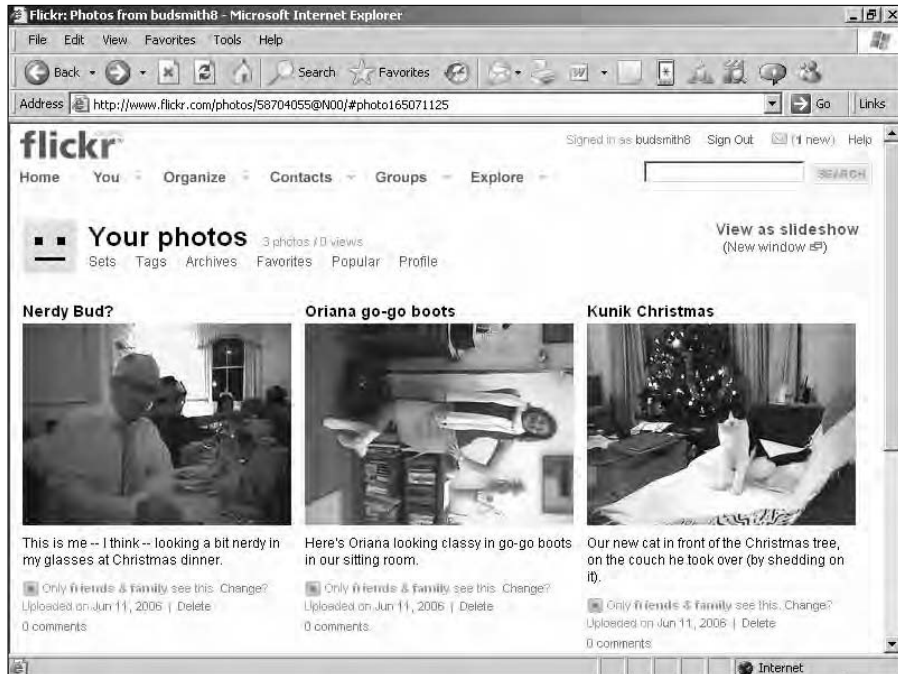 Flickr: Photos from budsmith8 - Microsoft Internet Explorer
File Edit View Favorites Tools Help
Back Search Favorites
Address http://www.flickr.com/photos/58704055@N00/#photo165071125 Go Links
flickr
Signed in as budsmith8 Sign Out (1 new) Help
Home You Organize Contacts Groups Explore SEARCH
Your photos 3 photos / 0 views
View as slideshow
(New window)
Sets Tags Archives Favorites Popular Profile
Nerdy Bud? Oriana go-go boots Kunik Christmas
This is me -- I think -- looking a bit nerdy in
my glasses at Christmas dinner.
Only friends & family see this. Change?
Uploaded on Jun 11, 2006 | Delete
0 comments
Here's Oriana looking classy in go-go boots
in our sitting room.
Only friends & family see this. Change?
Uploaded on Jun 11, 2006 | Delete
0 comments
Our new cat in front of the Christmas tree,
on the couch he took over (by shedding on
it).
Only friends & family see this. Change?
Uploaded on Jun 11, 2006 | Delete
0 comments
Internet